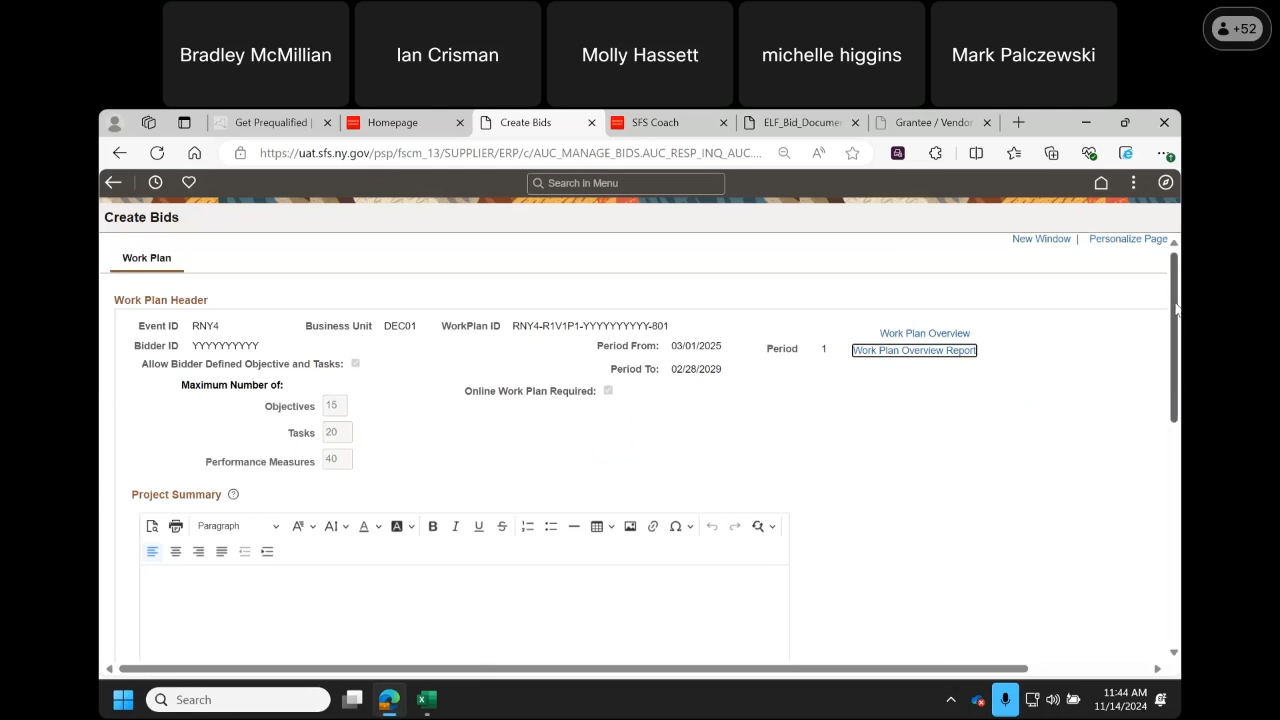 Bradley McMillian
Ian Crisman
Molly Hassett
michelle higgins
Mark Palczewski
+52
Get Prequalified |
Homepage
Create Bids
SFS Coach
ELF_Bid_Documer
Grantee / Vendor
https://uat.sfs.ny.gov/psp/fscm_13/SUPPLIER/ERP/c/AUC_MANAGE_BIDS.AUC_RESP_INQ_AUC....
Search in Menu
Create Bids
New Window | Personalize Page
Work Plan
Work Plan Header
Event ID RNY4 Business Unit DEC01 WorkPlan ID RNY4-R1V1P1-YYYYYYYYYY-801
Work Plan Overview
Bidder ID YYYYYYYYYY Period From: 03/01/2025 Period 1 Work Plan Overview Report
Allow Bidder Defined Objective and Tasks: Period To: 02/28/2029
Maximum Number of: Online Work Plan Required:
Objectives 15
Tasks 20
Performance Measures 40
Project Summary
Paragraph
B I U S
Search
11:44 AM
11/14/2024